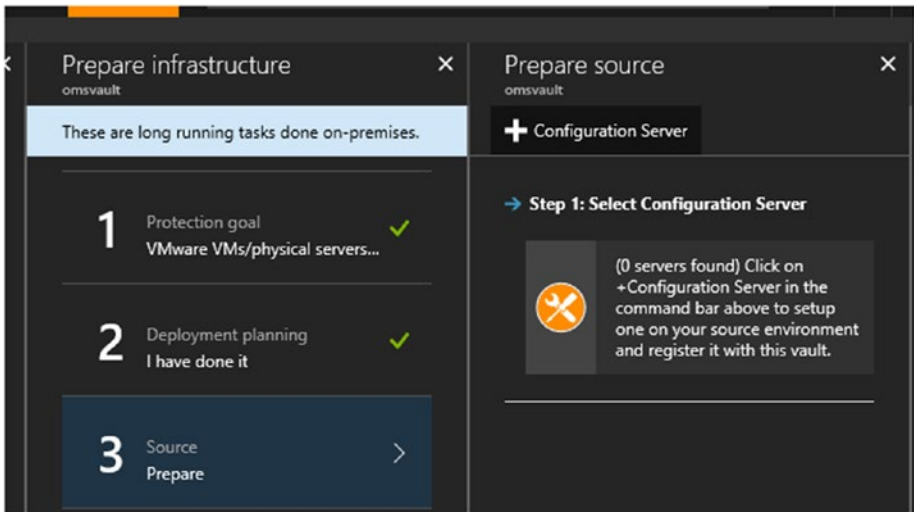 Prepare infrastructure
omsvault
These are long running tasks done on-premises.
1
Protection goal
VMware VMs/physical servers...
2
Deployment planning
I have done it
3
Source
Prepare
Prepare source
omsvault
+ Configuration Server
→ Step 1: Select Configuration Server
(0 servers found) Click on
+Configuration Server in the
command bar above to setup
one on your source environment
and register it with this vault.